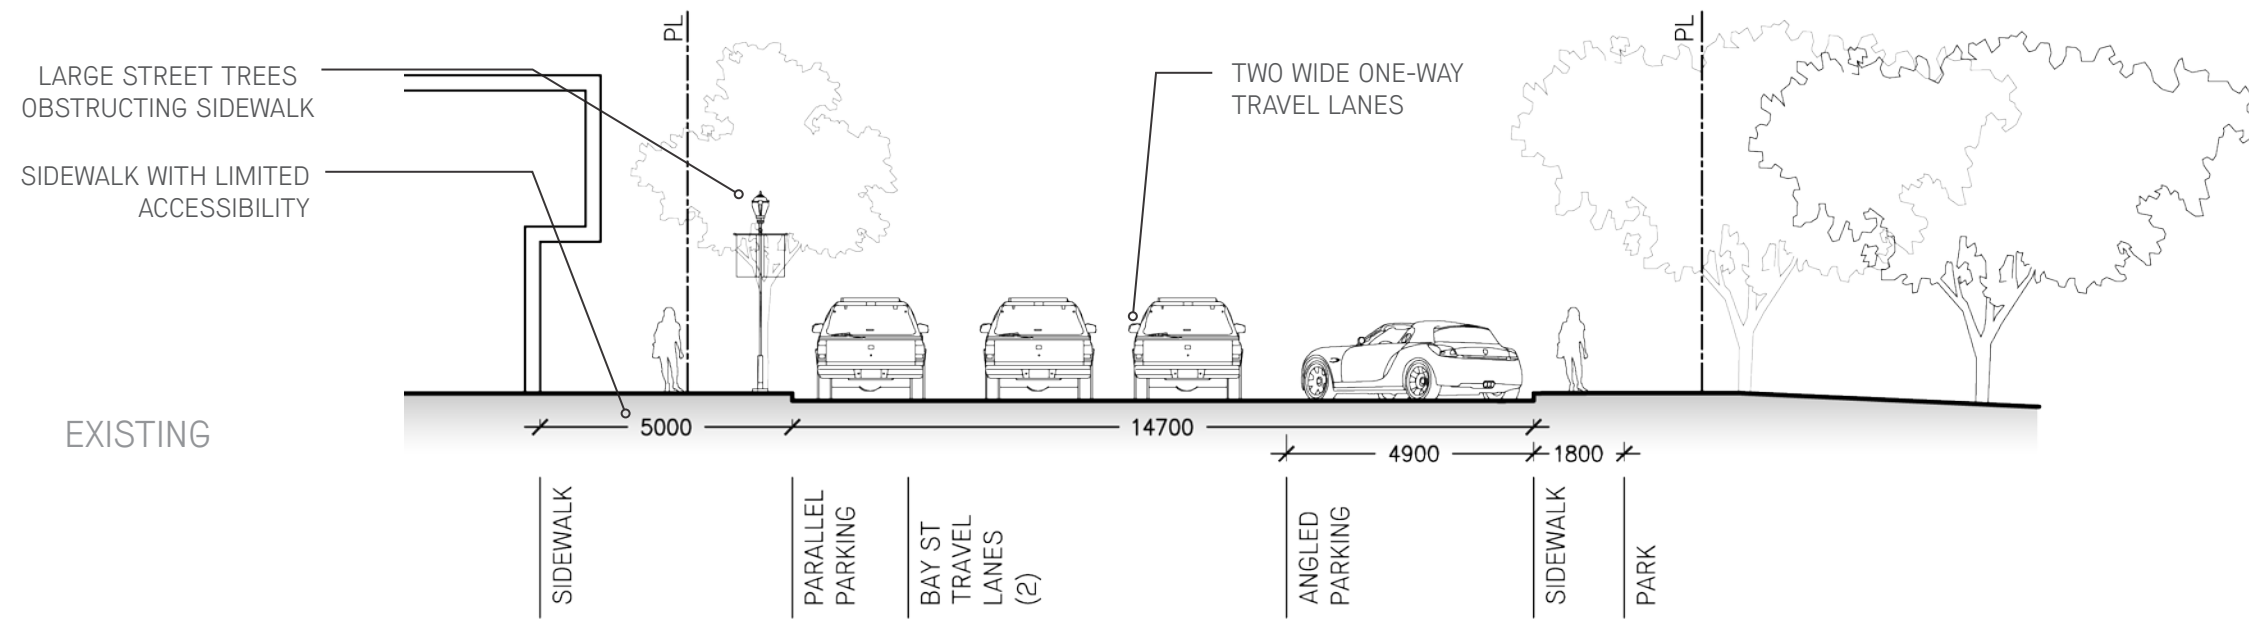 PL
PL
LARGE STREET TREES
OBSTRUCTING SIDEWALK
TWO WIDE ONE-WAY
TRAVEL LANES
SIDEWALK WITH LIMITED
ACCESSIBILITY
EXISTING
5000
14700
4900
1800
SIDEWALK
PARALLEL
PARKING
BAY ST
TRAVEL
LANES
(2)
ANGLED
PARKING
SIDEWALK
PARK